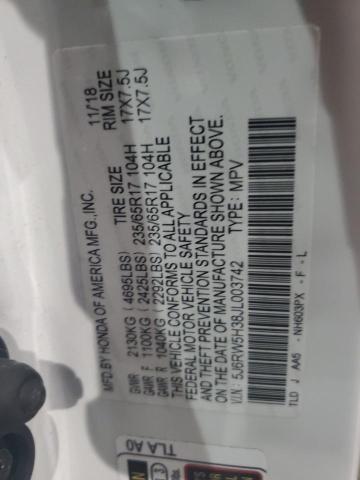 MFD.BY HONDA OF AMERICA MFG.,INC. 11/18
TIRE SIZE RIM SIZE
GVWR 2130KG (4695LBS)
GAWR F 1100KG (2425LBS) 235/65R17 104H 17X7.5J
GAWR R 1040KG (2292LBS) 235/65R17 104H 17X7.5J
THIS VEHICLE CONFORMS TO ALL APPLICABLE
FEDERAL MOTOR VEHICLE SAFETY
AND THEFT PREVENTION STANDARDS IN EFFECT
ON THE DATE OF MANUFACTURE SHOWN ABOVE.
V.I.N: 5J6RW5H38JL003742 TYPE: MPV
TLD J AA5 - NH603PX - F - L
TLA A0